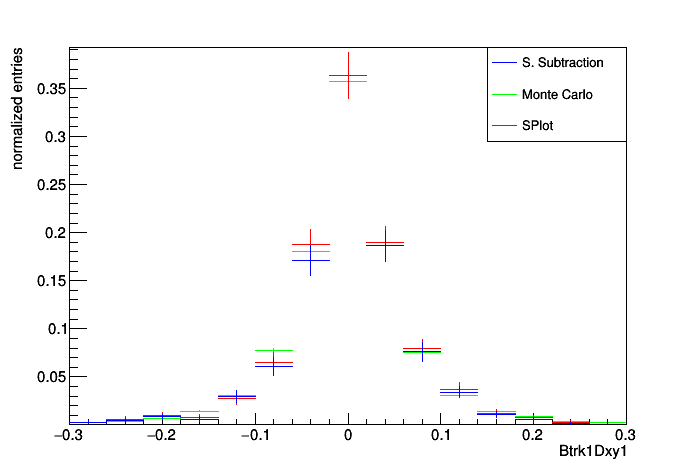 normalized entries
0.35
0.3
0.25
0.2
0.15
0.1
0.05
S. Subtraction
Monte Carlo
SPlot
−0.3 −0.2 −0.1 0 0.1 0.2 0.3
Btrk1Dxy1